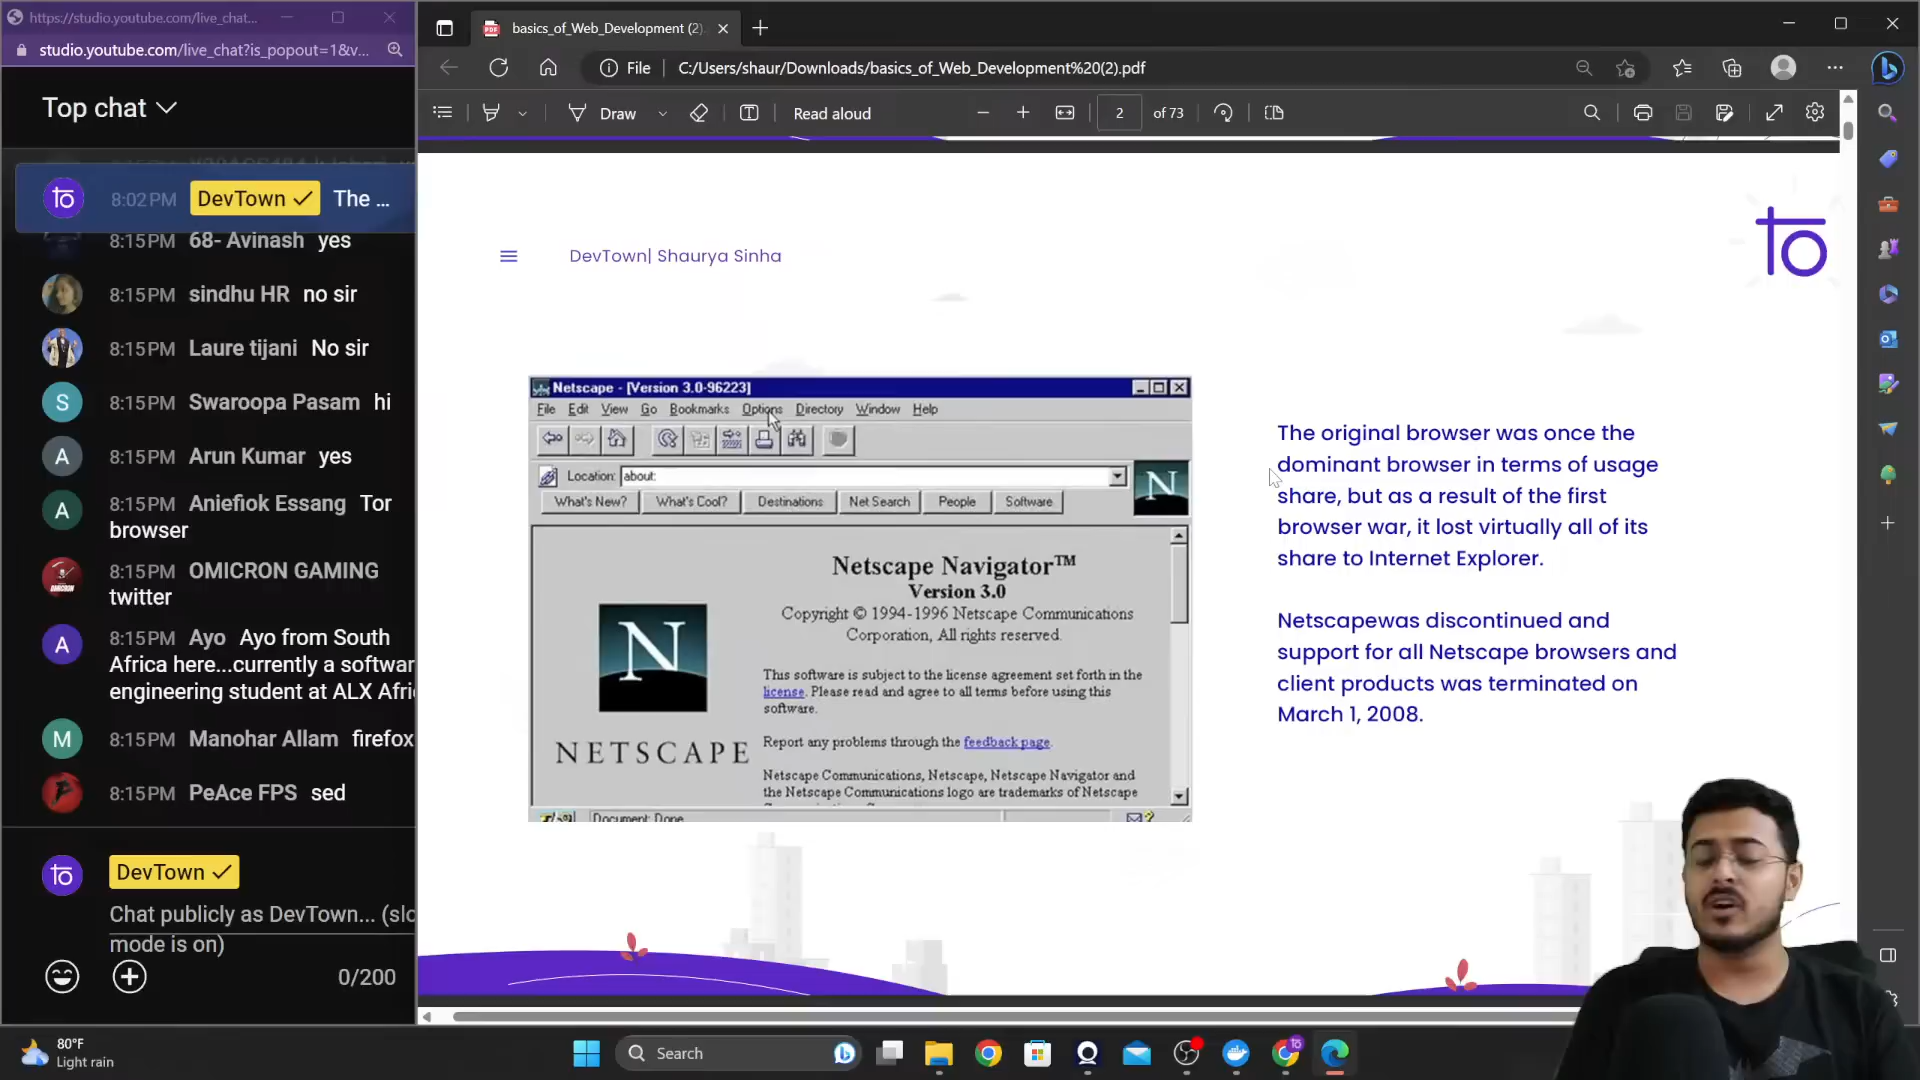 https://studio.youtube.com/live_chat...
studio.youtube.com/live_chat?is_popout=1&v...
Top chat
8:02 PM DevTown The ...
8:15 PM 68- Avinash yes
8:15 PM sindhu HR no sir
8:15 PM Laure tijani No sir
S 8:15 PM Swaroopa Pasam hi
A 8:15 PM Arun Kumar yes
A 8:15 PM Aniefiok Essang Tor
browser
8:15 PM OMICRON GAMING
twitter
A 8:15 PM Ayo Ayo from South
Africa here...currently a softwar
engineering student at ALX Afri
M 8:15 PM Manohar Allam firefox
8:15 PM PeAce FPS sed
DevTown
Chat publicly as DevTown... (slo
mode is on)
0/200
basics_of_Web_Development (2).
File C:/Users/shaur/Downloads/basics_of_Web_Development%20(2).pdf
Draw Read aloud 2 of 73
DevTown| Shaurya Sinha
to
Netscape - [Version 3.0-96223]
File Edit View Go Bookmarks Options Directory Window Help
Location: about:
What's New? What's Cool? Destinations Net Search People Software
N
Netscape Navigator™
Version 3.0
Copyright © 1994-1996 Netscape Communications
Corporation, All rights reserved.
This software is subject to the license agreement set forth in the
license. Please read and agree to all terms before using this
software.
Report any problems through the feedback page.
Netscape Communications, Netscape, Netscape Navigator and
the Netscape Communications logo are trademarks of Netscape
N
NETSCAPE
Document: Done
The original browser was once the
dominant browser in terms of usage
share, but as a result of the first
browser war, it lost virtually all of its
share to Internet Explorer.
Netscapewas discontinued and
support for all Netscape browsers and
client products was terminated on
March 1, 2008.
80°F
Light rain
Search